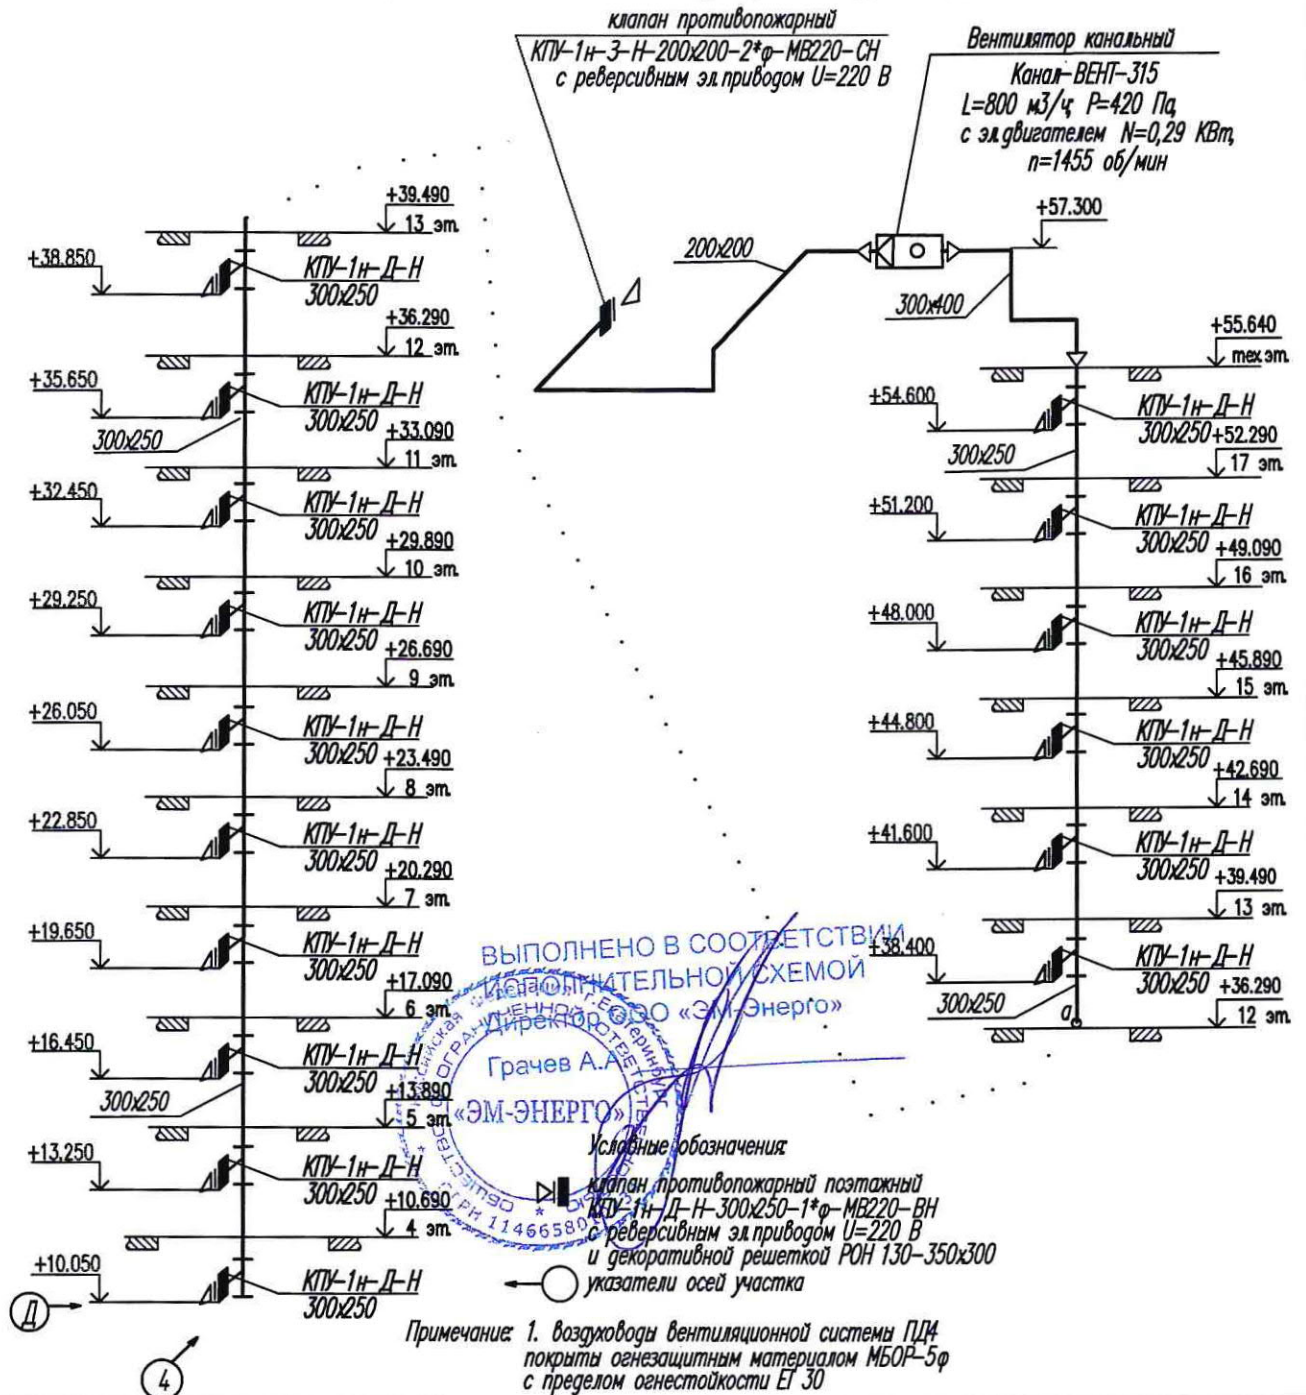 клапан противопожарный
КПУ-1н-З-Н-200х200-2*ф-МВ220-СН
с реверсивным эл.приводом U=220 В
Вентилятор канальный
Канал-ВЕНТ-315
L=800 м3/ч, P=420 Па,
с эл.двигателем N=0,29 КВт,
n=1455 об/мин
+57.300
200х200
300х400
+39.490
13 эт.
+38.850
КПУ-1н-Д-Н
300х250
+36.290
12 эт.
+35.650
КПУ-1н-Д-Н
300х250
300х250
+33.090
11 эт.
+32.450
КПУ-1н-Д-Н
300х250
+29.890
10 эт.
+29.250
КПУ-1н-Д-Н
300х250
+26.690
9 эт.
+26.050
КПУ-1н-Д-Н
300х250
+23.490
8 эт.
+22.850
КПУ-1н-Д-Н
300х250
+20.290
7 эт.
+19.650
КПУ-1н-Д-Н
300х250
+17.090
6 эт.
+16.450
КПУ-1н-Д-Н
300х250
300х250
+13.890
5 эт.
+13.250
КПУ-1н-Д-Н
300х250
+10.690
4 эт.
+10.050
КПУ-1н-Д-Н
300х250
Д
4
+55.640
тех.эт.
+54.600
КПУ-1н-Д-Н
300х250
300х250
+52.290
17 эт.
+51.200
КПУ-1н-Д-Н
300х250
+49.090
16 эт.
+48.000
КПУ-1н-Д-Н
300х250
+45.890
15 эт.
+44.800
КПУ-1н-Д-Н
300х250
+42.690
14 эт.
+41.600
КПУ-1н-Д-Н
300х250
+39.490
13 эт.
+38.400
КПУ-1н-Д-Н
300х250
300х250
а
+36.290
12 эт.
ВЫПОЛНЕНО В СООТВЕТСТВИИ
ИСПОЛНИТЕЛЬНОЙ СХЕМОЙ
Директор ООО «ЭМ-Энерго»
Грачев А.А.
«ЭМ-ЭНЕРГО»
Условные обозначения:
клапан противопожарный поэтажный
КПУ-1н-Д-Н-300х250-1*ф-МВ220-ВН
с реверсивным эл.приводом U=220 В
и декоративной решеткой РОН 130-350х300
указатели осей участка
Примечание: 1. воздуховоды вентиляционной системы ПД4
покрыты огнезащитным материалом МБОР-5ф
с пределом огнестойкости EI 30